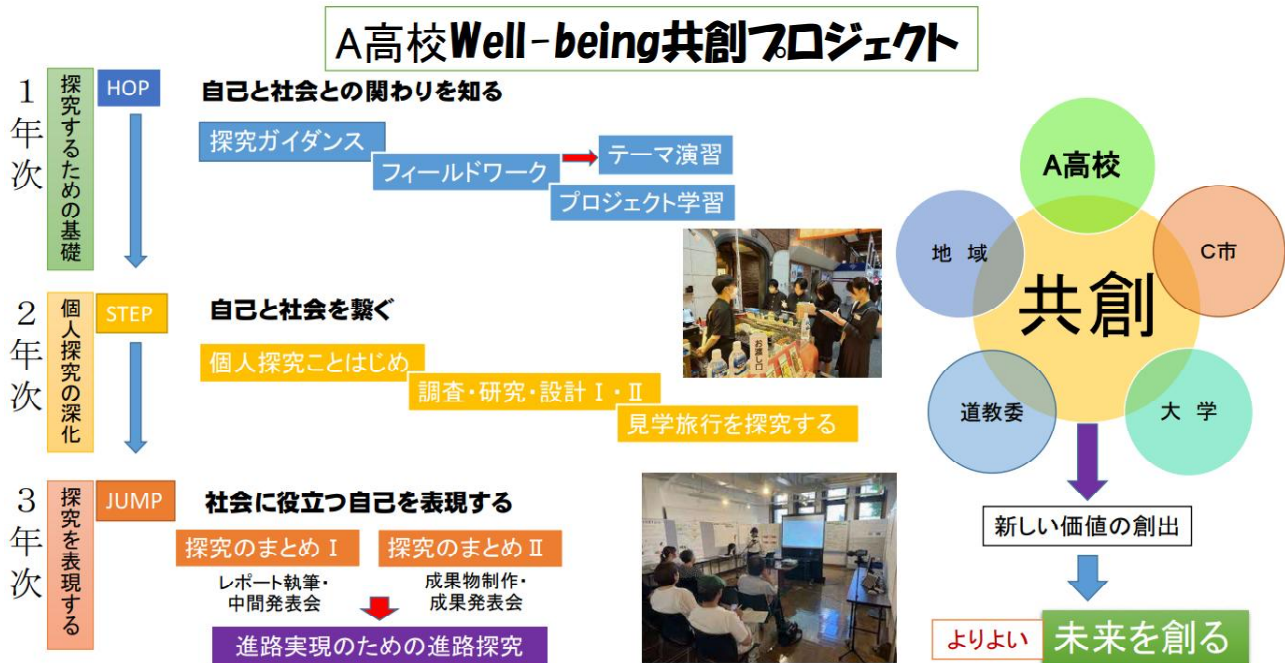 A高校Well-being共創プロジェクト
1年次
探究するための基礎
HOP
自己と社会との関わりを知る
探究ガイダンス
フィールドワーク
テーマ演習
プロジェクト学習
2年次
個人探究の深化
STEP
自己と社会を繋ぐ
個人探究ことはじめ
調査・研究・設計Ⅰ・Ⅱ
見学旅行を探究する
お渡し口
3年次
探究を表現する
JUMP
社会に役立つ自己を表現する
探究のまとめⅠ
探究のまとめⅡ
レポート執筆・
中間発表会
成果物制作・
成果発表会
進路実現のための進路探究
A高校
地 域
C市
共創
道教委
大 学
新しい価値の創出
よりよい
未来を創る